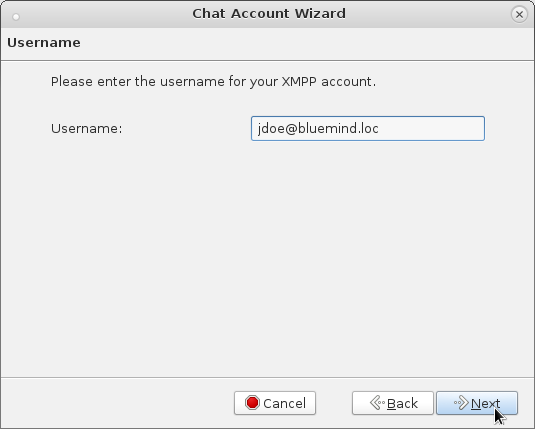 Chat Account Wizard
Username
Please enter the username for your XMPP account.
Username: jdoe@bluemind.loc
Cancel Back Next